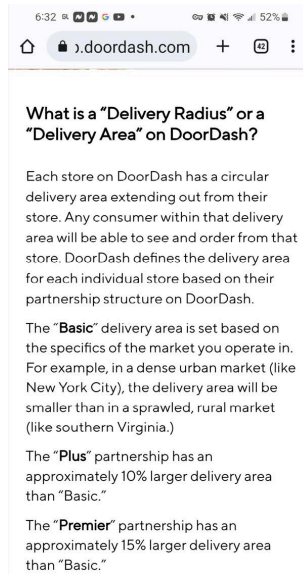 6:32
52%
ɔ.doordash.com
42
What is a “Delivery Radius” or a
“Delivery Area” on DoorDash?
Each store on DoorDash has a circular
delivery area extending out from their
store. Any consumer within that delivery
area will be able to see and order from that
store. DoorDash defines the delivery area
for each individual store based on their
partnership structure on DoorDash.
The “Basic” delivery area is set based on
the specifics of the market you operate in.
For example, in a dense urban market (like
New York City), the delivery area will be
smaller than in a sprawled, rural market
(like southern Virginia.)
The “Plus” partnership has an
approximately 10% larger delivery area
than “Basic.”
The “Premier” partnership has an
approximately 15% larger delivery area
than “Basic.”